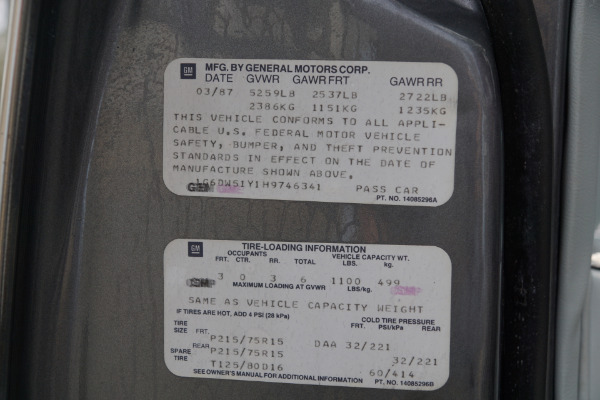 GM
MFG. BY GENERAL MOTORS CORP.
DATE GVWR GAWR FRT GAWR RR
03/87 5259LB 2537LB 2722LB
2386KG 1151KG 1235KG
THIS VEHICLE CONFORMS TO ALL APPLI-
CABLE U.S. FEDERAL MOTOR VEHICLE
SAFETY, BUMPER, AND THEFT PREVENTION
STANDARDS IN EFFECT ON THE DATE OF
MANUFACTURE SHOWN ABOVE.
1G6DW51Y1H9746341 PASS CAR
PT. NO. 14085296A
GM
TIRE-LOADING INFORMATION
OCCUPANTS VEHICLE CAPACITY WT.
FRT. CTR. RR. TOTAL LBS. kg.
3 0 3 6 1100 499
MAXIMUM LOADING AT GVWR LBS/kg.
SAME AS VEHICLE CAPACITY WEIGHT
IF TIRES ARE HOT, ADD 4 PSI (28 kPa)
TIRE SIZE FRT. COLD TIRE PRESSURE
FRT. PSI/kPa REAR
P215/75R15 DAA 32/221
REAR P215/75R15 32/221
SPARE TIRE T125/80D16 60/414
SEE OWNER'S MANUAL FOR ADDITIONAL INFORMATION PT. NO. 14085296B